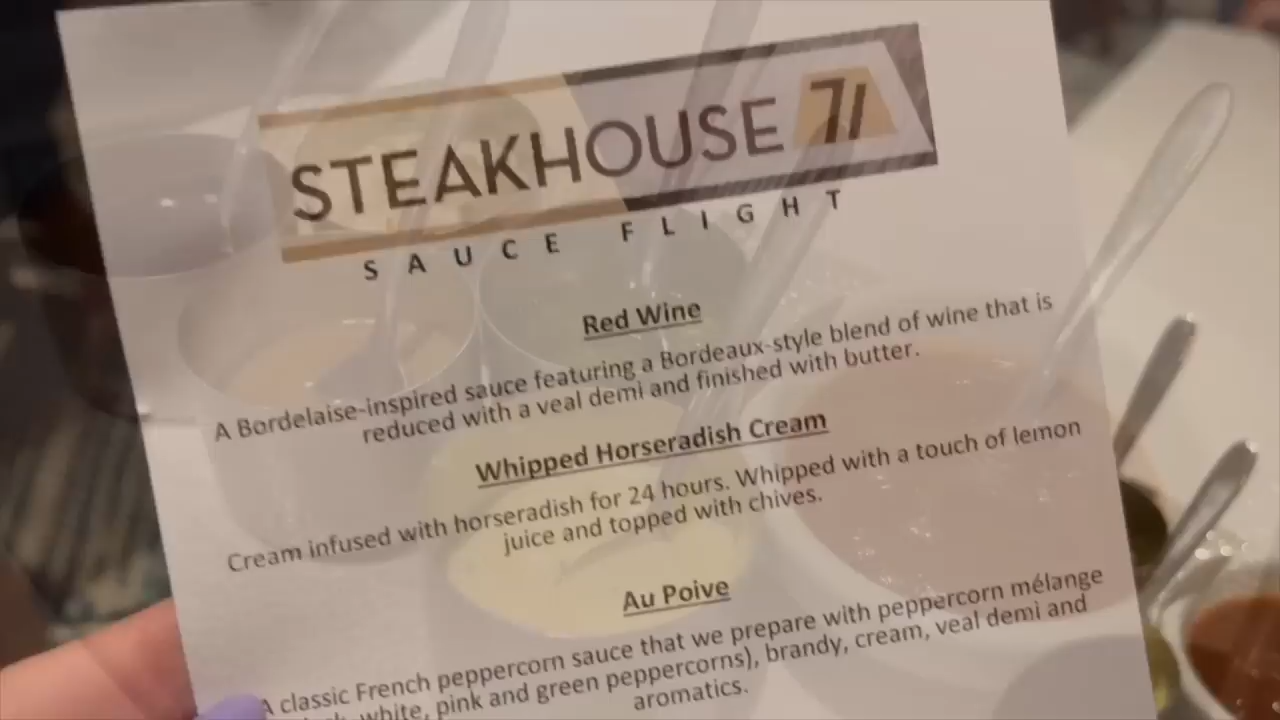 STEAKHOUSE 71
SAUCE FLIGHT
Red Wine
A Bordelaise-inspired sauce featuring a Bordeaux-style blend of wine that is
reduced with a veal demi and finished with butter.
Whipped Horseradish Cream
Cream infused with horseradish for 24 hours. Whipped with a touch of lemon
juice and topped with chives.
Au Poive
A classic French peppercorn sauce that we prepare with peppercorn mélange
white, pink and green peppercorns), brandy, cream, veal demi and
aromatics.